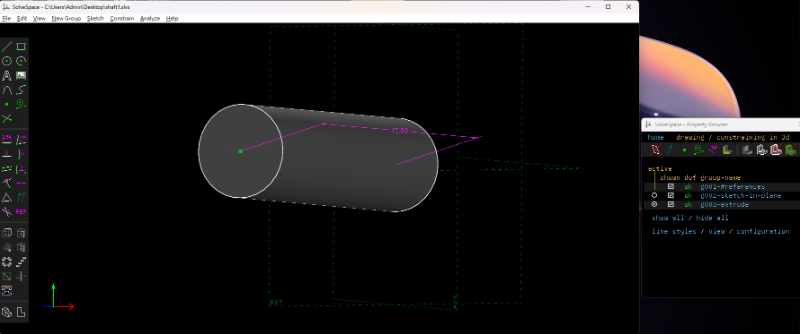 SolveSpace - C:\Users\Admin\Desktop\shaft1.slvs
File Edit View New Group Sketch Constrain Analyze Help
75.00
REF
SolveSpace - Property Browser
home drawing / constraining in 3d
active
shown dof group-name
ok g001-#references
ok g002-sketch-in-plane
ok g003-extrude
show all / hide all
line styles / view / configuration